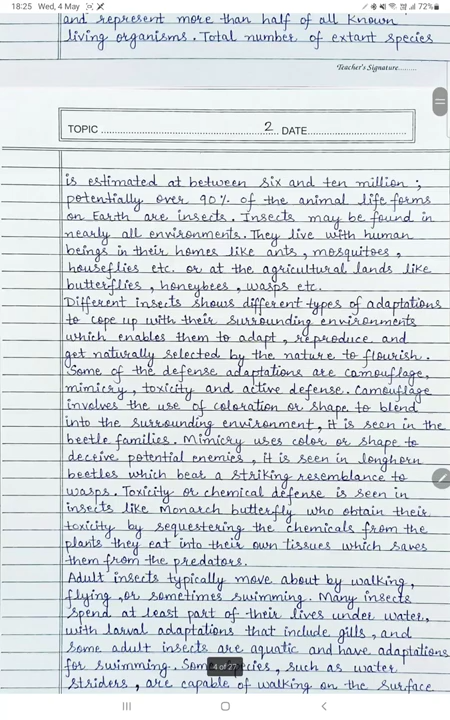 18:25 Wed, 4 May
72%
and represent more than half of all known
living organisms. Total number of extant species
Teacher's Signature..........
TOPIC .......................................................... 2 DATE..................................
is estimated at between six and ten million ;
potentially over 90% of the animal life forms
on Earth are insects. Insects may be found in
nearly all environments. They live with human
beings in their homes like ants, mosquitoes,
houseflies etc. or at the agricultural lands like
butterflies, honeybees, wasps etc.
Different insects shows different types of adaptations
to cope up with their surrounding environments
which enables them to adapt, reproduce and
get naturally selected by the nature to flourish.
Some of the defense adaptations are camouflage,
mimicry, toxicity and active defense. Camouflage
involves the use of coloration or shape to blend
into the surrounding environment, it is seen in the
beetle families. Mimicry uses color or shape to
deceive potential enemies, it is seen in longhorn
beetles which bear a striking resemblance to
wasps. Toxicity or chemical defense is seen in
insects like Monarch butterfly who obtain their
toxicity by sequestering the chemicals from the
plants they eat into their own tissues which saves
them from the predators.
Adult insects typically move about by walking,
flying, or sometimes swimming. Many insects
spend at least part of their lives under water,
with larval adaptations that include gills, and
some adult insects are aquatic and have adaptations
for swimming. Some species, such as water
4 of 27
striders, are capable of walking on the surface